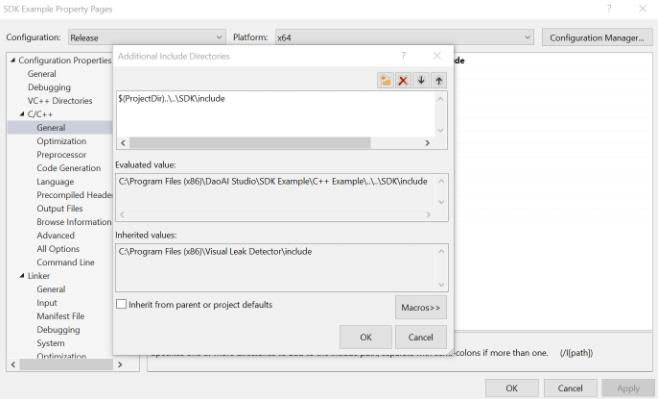 SDK Example Property Pages
Configuration: Release Platform: x64 Configuration Manager...
Configuration Properties
General
Debugging
VC++ Directories
C/C++
General
Optimization
Preprocessor
Code Generation
Language
Precompiled Heade
Output Files
Browse Information
Advanced
All Options
Command Line
Linker
General
Input
Manifest File
Debugging
System
Optimization
Additional Include Directories
$(ProjectDir)..\..\SDK\include
Evaluated value:
C:\Program Files (x86)\DaoAI Studio\SDK Example\C++ Example\..\..\SDK\include
Inherited values:
C:\Program Files (x86)\Visual Leak Detector\include
Inherit from parent or project defaults
Macros>>
OK Cancel
-colons if more than one. (/I[path])
OK Cancel Apply